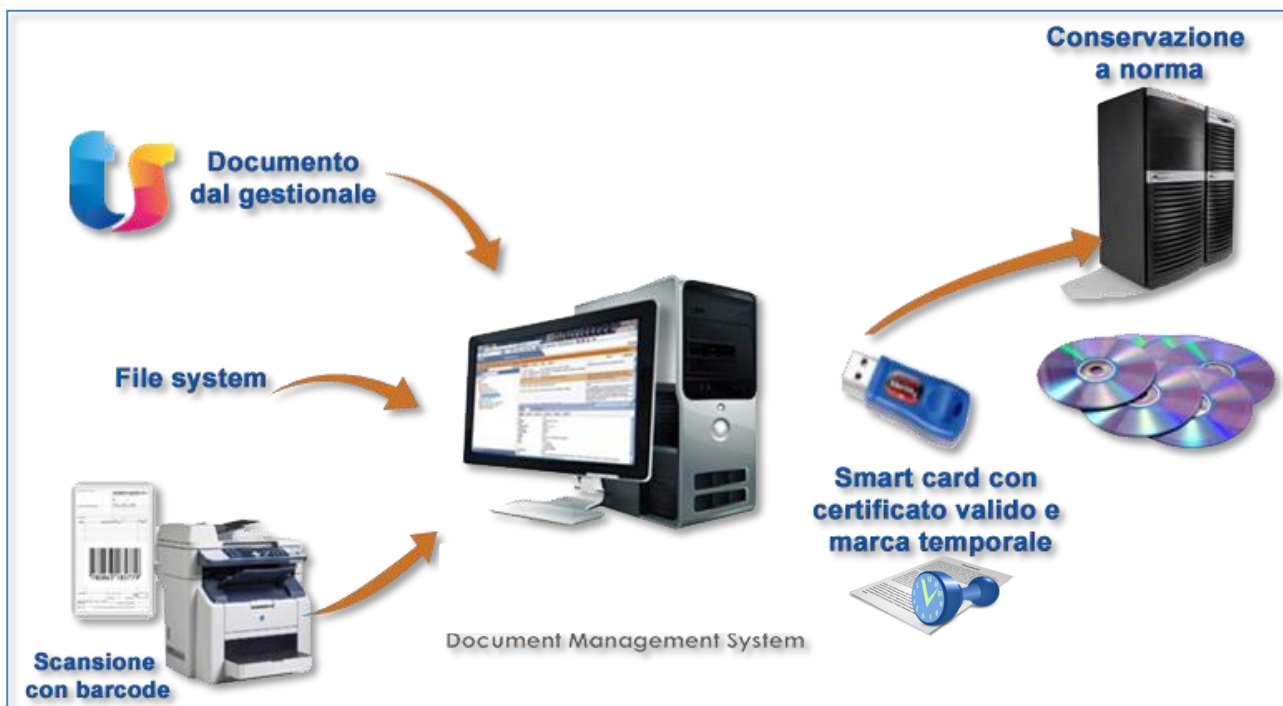 Conservazione
a norma
ts
Documento
dal gestionale
File system
Smart card con
certificato valido e
marca temporale
Document Management System
Scansione
con barcode